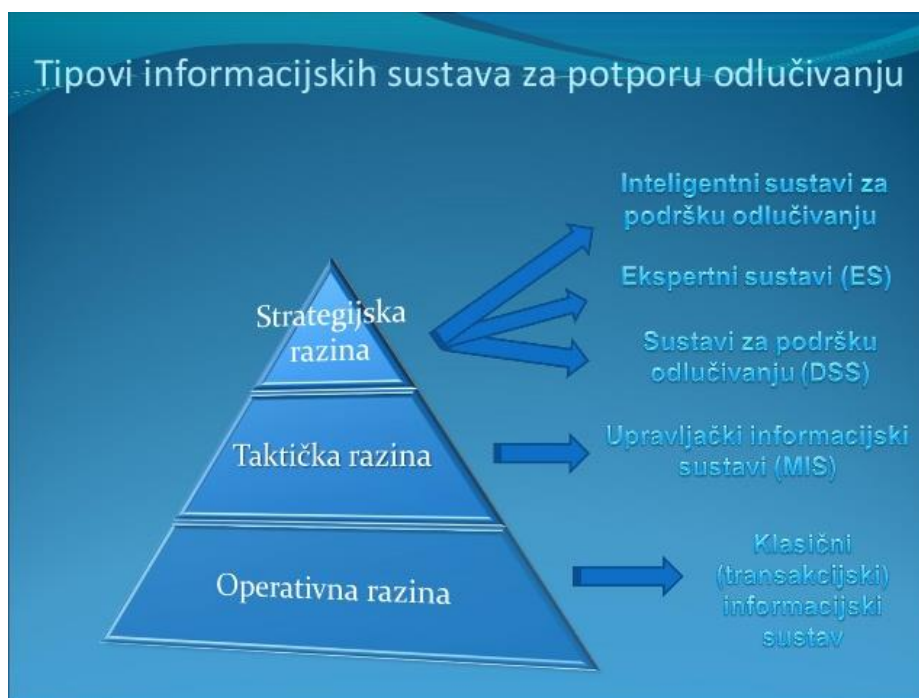 Tipovi informacijskih sustava za potporu odlučivanju
Inteligentni sustavi za
podršku odlučivanju
Ekspertni sustavi (ES)
Strategijska
razina
Sustavi za podršku
odlučivanju (DSS)
Taktička razina
Upravljački informacijski
sustavi (MIS)
Operativna razina
Klasični
(transakcijski)
informacijski
sustav